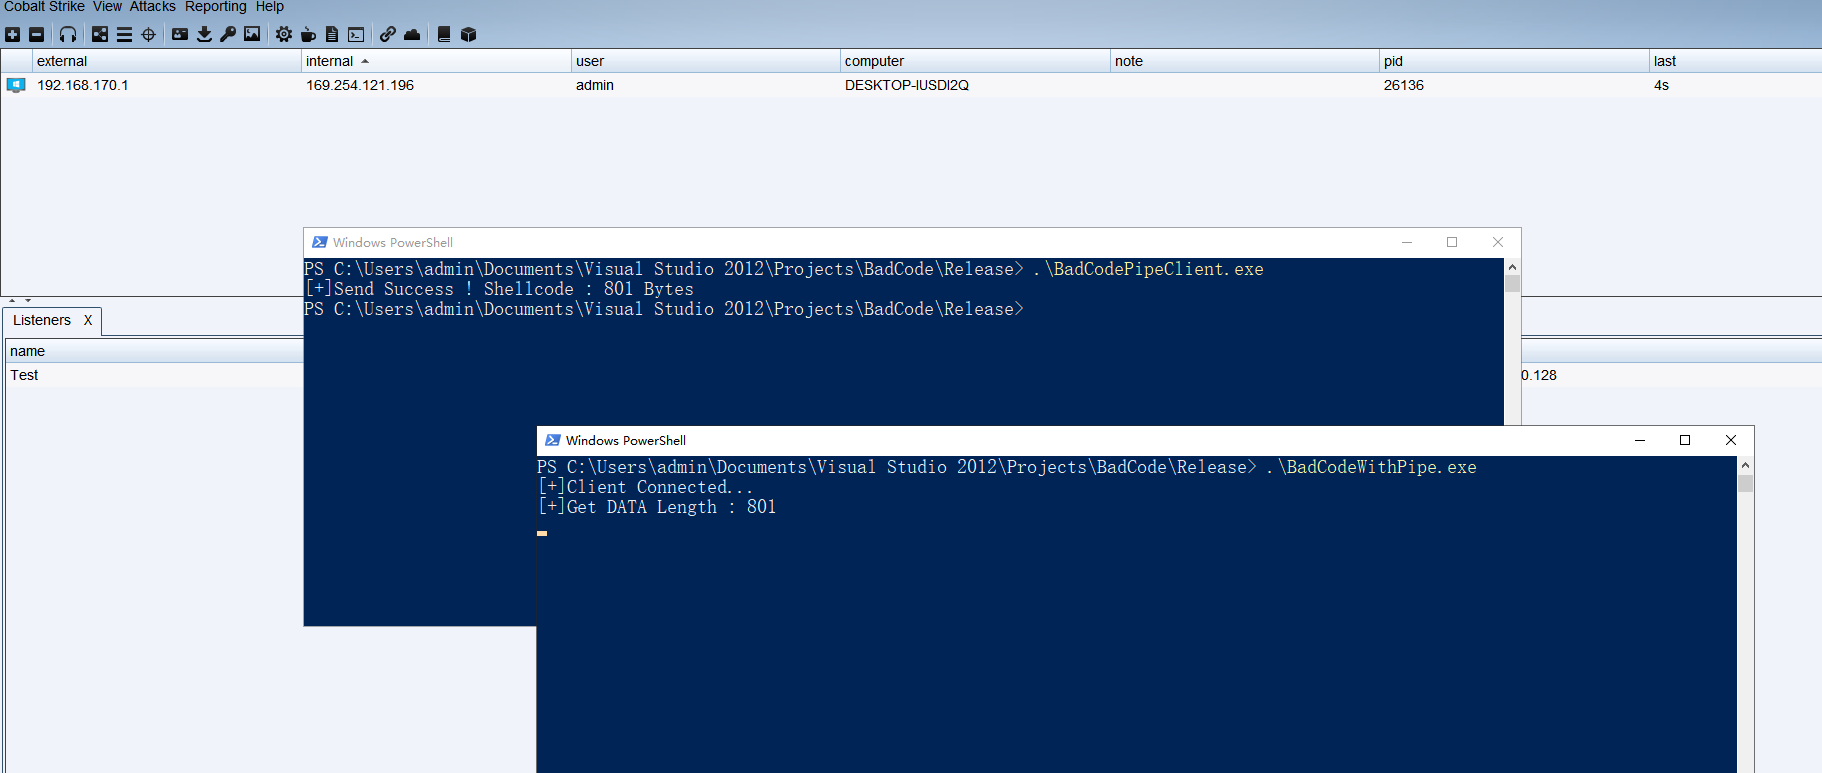 Cobalt Strike View Attacks Reporting Help
external internal user computer note pid last
192.168.170.1 169.254.121.196 admin DESKTOP-IUSDI2Q 26136 4s
Windows PowerShell
PS C:\Users\admin\Documents\Visual Studio 2012\Projects\BadCode\Release> .\BadCodePipeClient.exe
[+]Send Success ! Shellcode : 801 Bytes
PS C:\Users\admin\Documents\Visual Studio 2012\Projects\BadCode\Release>
Listeners X
name
Test
0.128
Windows PowerShell
PS C:\Users\admin\Documents\Visual Studio 2012\Projects\BadCode\Release> .\BadCodeWithPipe.exe
[+]Client Connected...
[+]Get DATA Length : 801